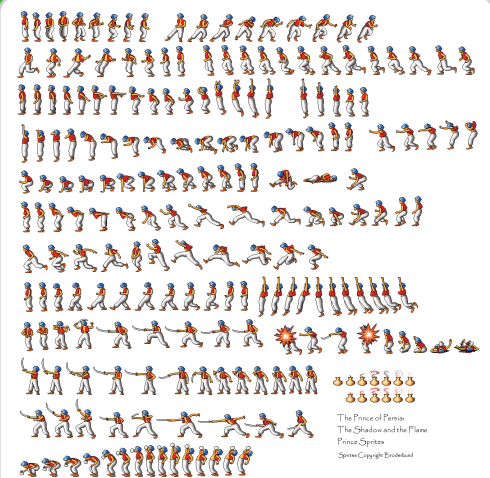 The Prince of Persia:
The Shadow and the Flame
Prince Sprites
Sprites Copyright Broderbund